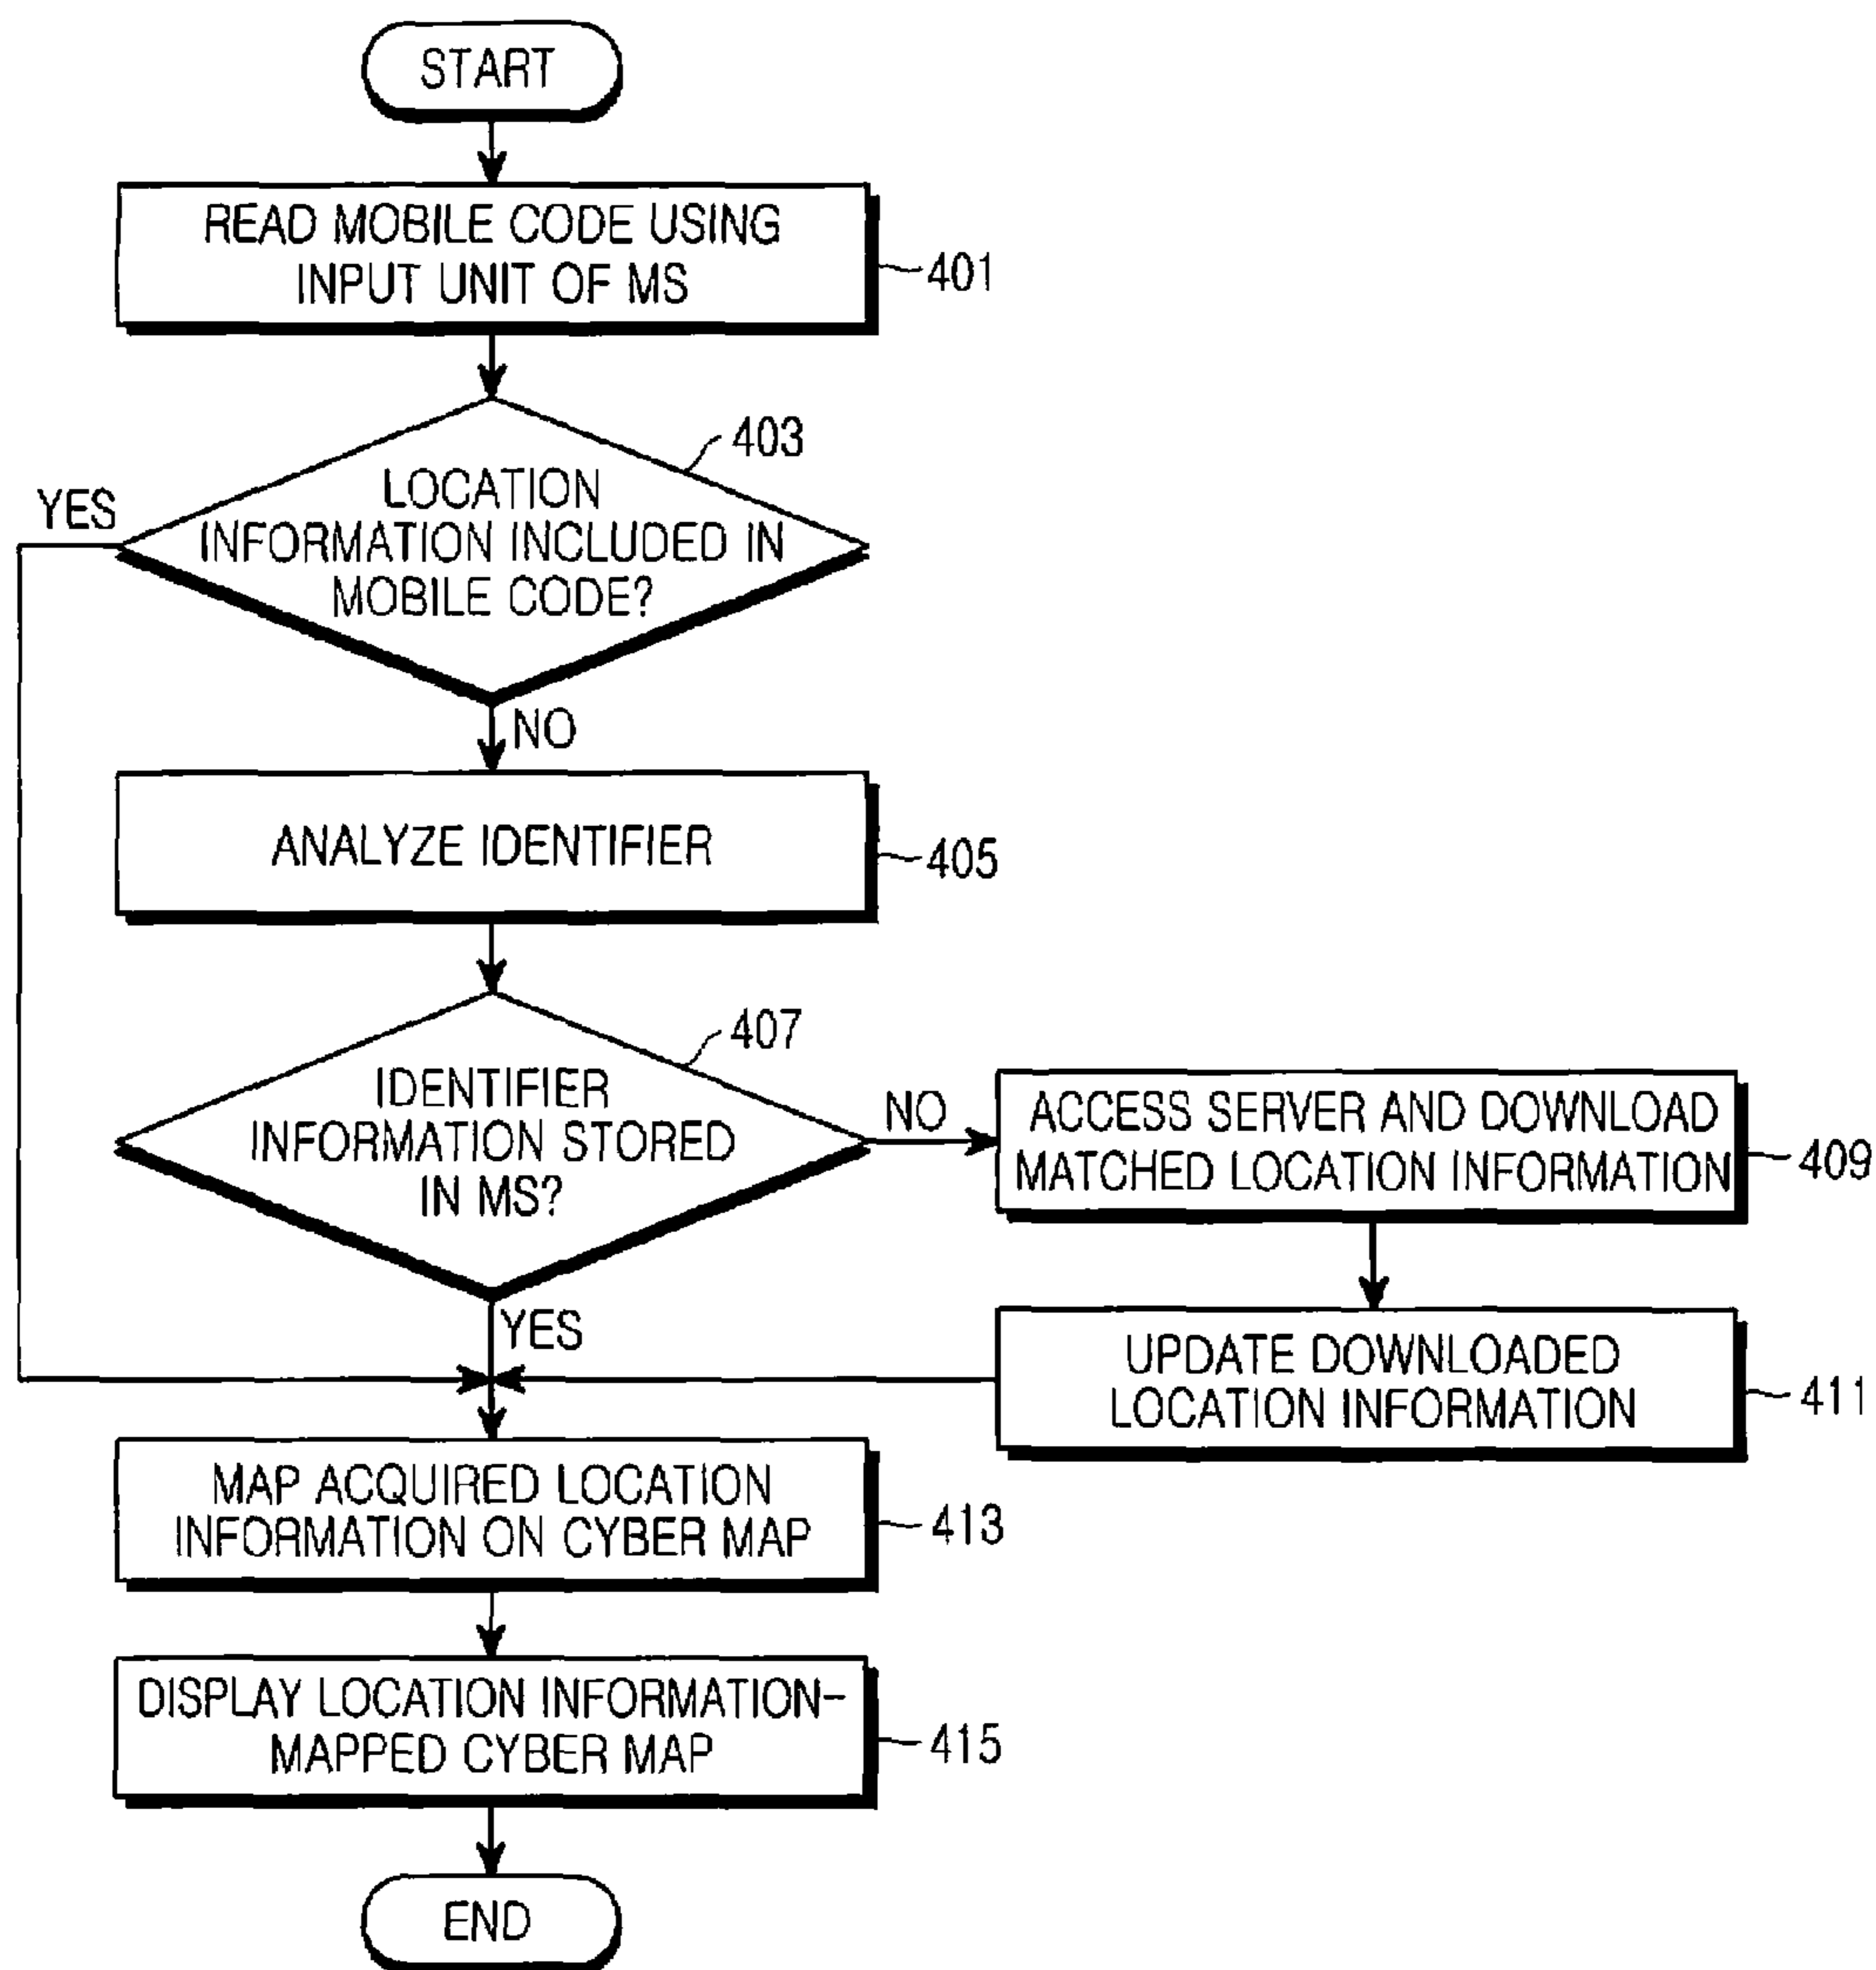 START
READ MOBILE CODE USING
INPUT UNIT OF MS
401
403
LOCATION
INFORMATION INCLUDED IN
MOBILE CODE?
YES
NO
ANALYZE IDENTIFIER
405
407
IDENTIFIER
INFORMATION STORED
IN MS?
NO
ACCESS SERVER AND DOWNLOAD
MATCHED LOCATION INFORMATION
409
YES
UPDATE DOWNLOADED
LOCATION INFORMATION
411
MAP ACQUIRED LOCATION
INFORMATION ON CYBER MAP
413
DISPLAY LOCATION INFORMATION-
MAPPED CYBER MAP
415
END